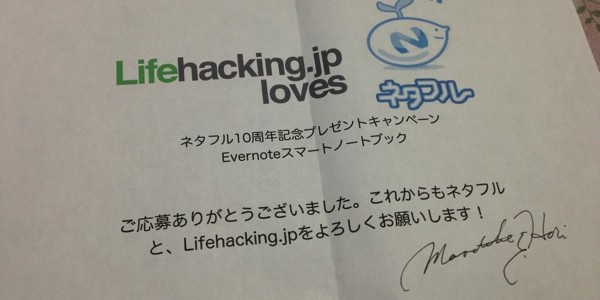 Lifehacking.jp
loves
N
ネタフル
ネタフル10周年記念プレゼントキャンペーン
Evernoteスマートノートブック
ご応募ありがとうございました。これからもネタフル
と、Lifehacking.jpをよろしくお願いします！